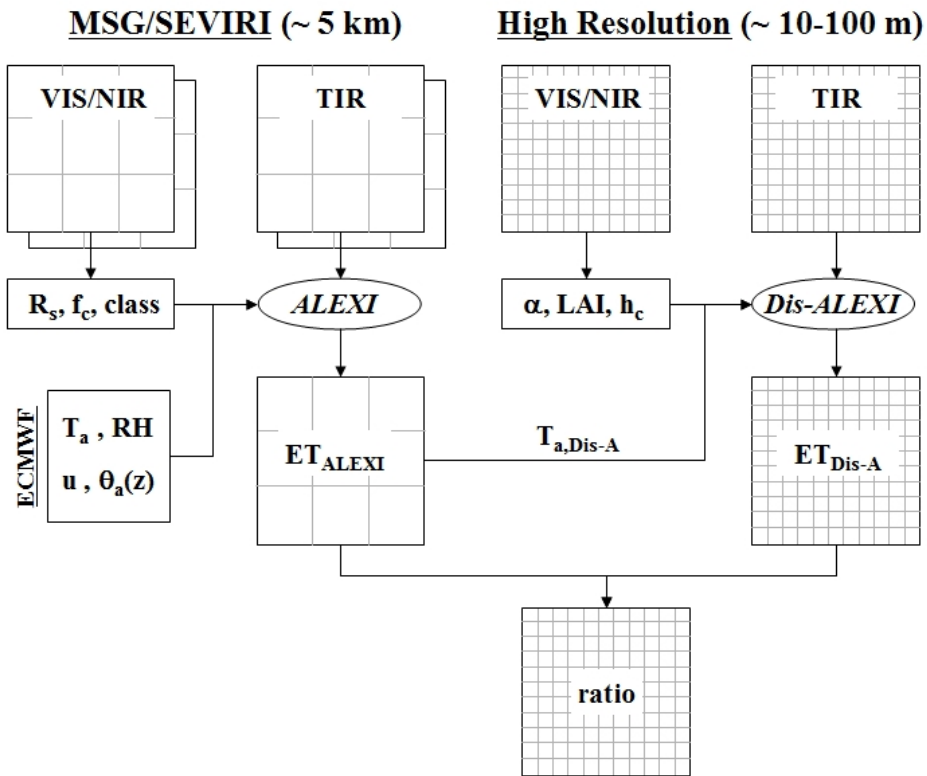 MSG/SEVIRI (~ 5 km)
High Resolution (~ 10-100 m)
VIS/NIR
TIR
VIS/NIR
TIR
Rs, fc, class
ALEXI
α, LAI, hc
Dis-ALEXI
ECMWF
Ta , RH
u , θa(z)
ETALEXI
Ta,Dis-A
ETDis-A
ratio